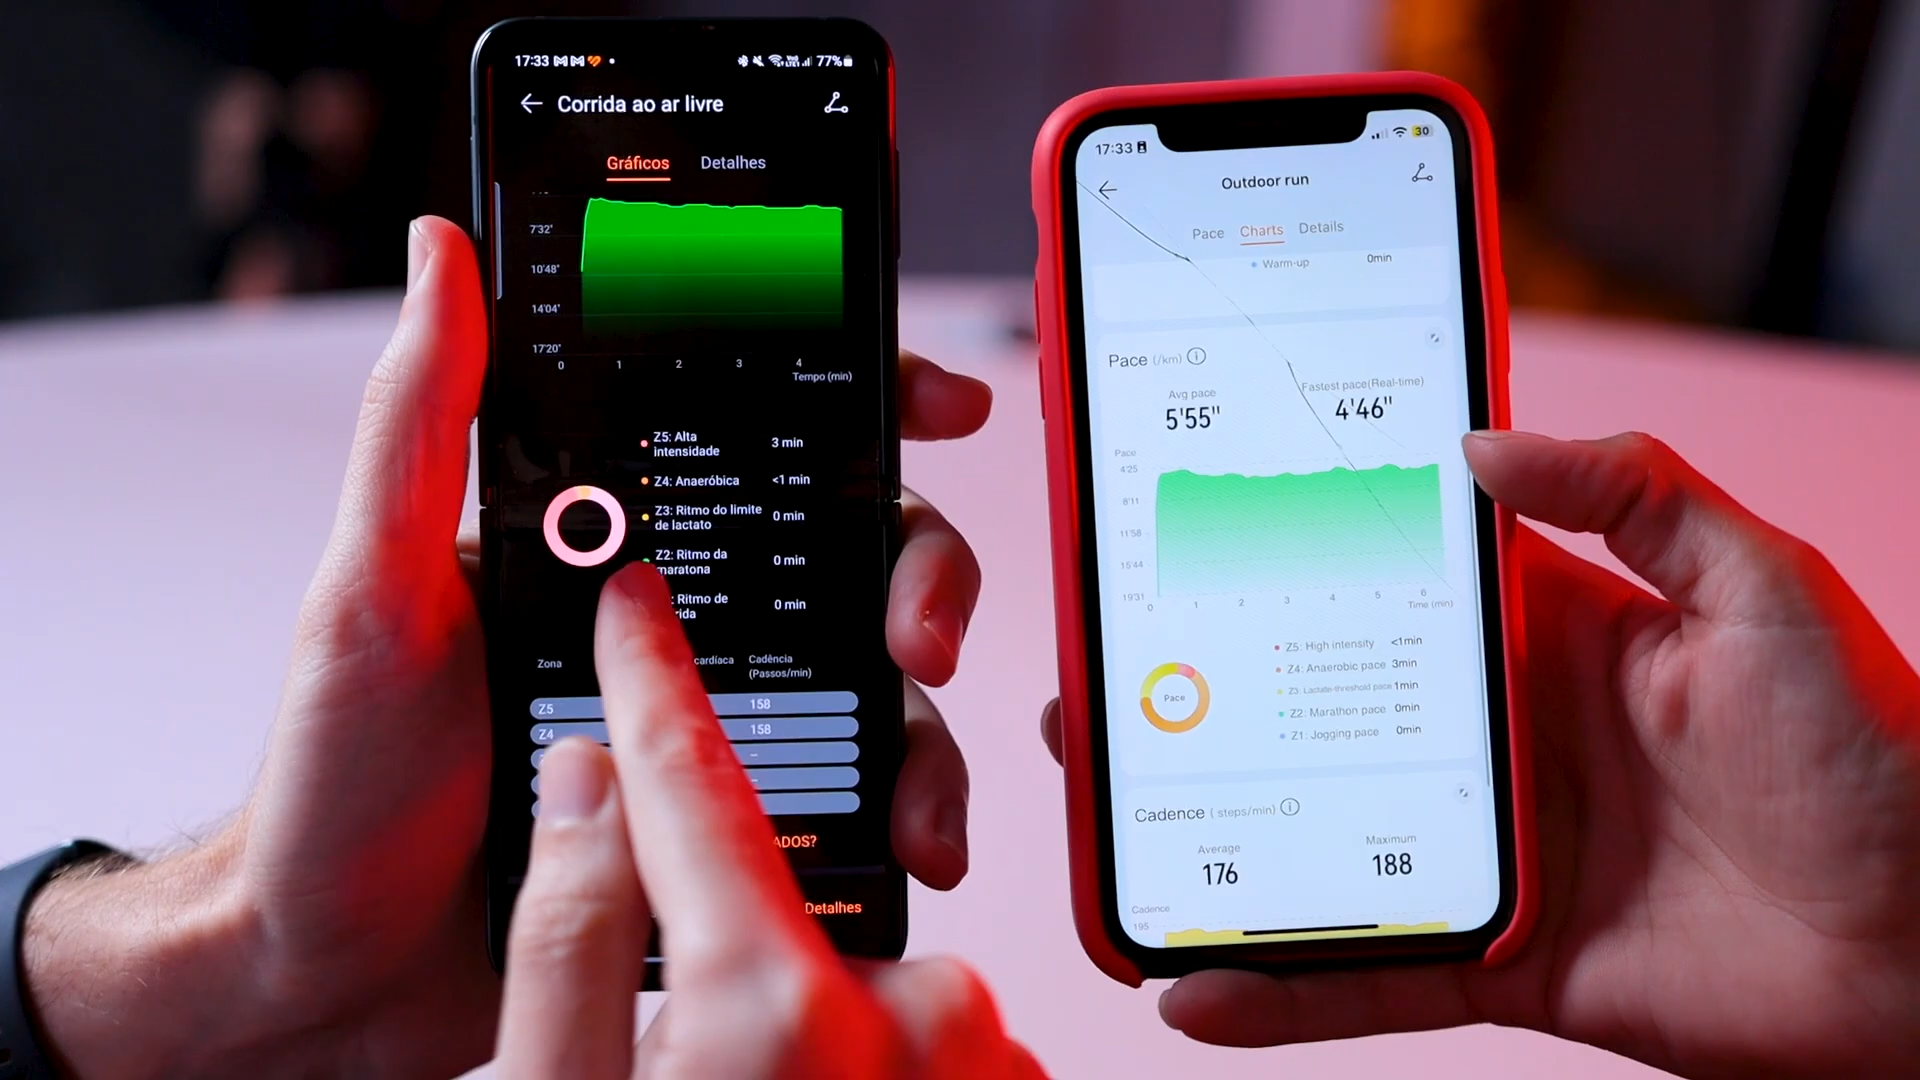 17:33
77%
Corrida ao ar livre
Gráficos Detalhes
7'32"
10'48"
14'04"
17'20"
0 1 2 3 4
Tempo (min)
Z5: Alta
intensidade
3 min
Z4: Anaeróbica <1 min
Z3: Ritmo do limite
de lactato
0 min
Z2: Ritmo da
maratona
0 min
: Ritmo de
rida
0 min
Zona
cardíaca
Cadência
(Passos/min)
Z5 158
Z4 158
–
–
ADOS?
Detalhes
17:33
30
Outdoor run
Pace Charts Details
Warm-up 0min
Pace (/km)
Avg pace
5'55"
Fastest pace(Real-time)
4'46"
Pace
4'25
8'11
11'58
15'44
19'31
0 1 2 3 4 5 6
Time (min)
Pace
Z5: High intensity <1min
Z4: Anaerobic pace 3min
Z3: Lactate-threshold pace 1min
Z2: Marathon pace 0min
Z1: Jogging pace 0min
Cadence (steps/min)
Average
176
Maximum
188
Cadence
195